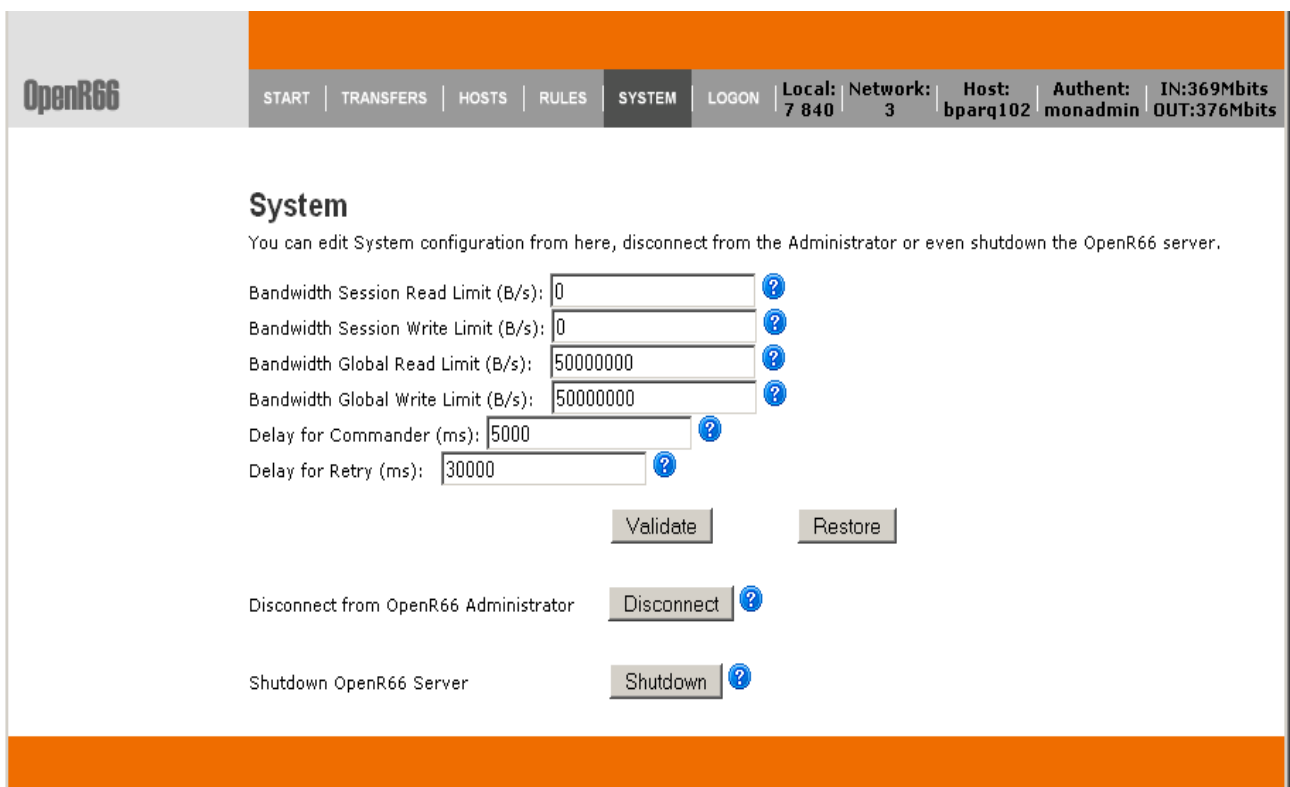 OpenR66
START TRANSFERS HOSTS RULES SYSTEM LOGON Local: Network: Host: Authent: IN:369Mbits
7 840 3 bparq102 monadmin OUT:376Mbits
System
You can edit System configuration from here, disconnect from the Administrator or even shutdown the OpenR66 server.
Bandwidth Session Read Limit (B/s): 0 ?
Bandwidth Session Write Limit (B/s): 0 ?
Bandwidth Global Read Limit (B/s): 50000000 ?
Bandwidth Global Write Limit (B/s): 50000000 ?
Delay for Commander (ms): 5000 ?
Delay for Retry (ms): 30000 ?
Validate Restore
Disconnect from OpenR66 Administrator Disconnect ?
Shutdown OpenR66 Server Shutdown ?